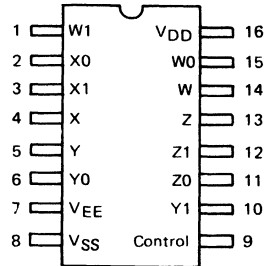 1 W1 VDD 16
2 X0 W0 15
3 X1 W 14
4 X Z 13
5 Y Z1 12
6 Y0 Z0 11
7 VEE Y1 10
8 VSS Control 9